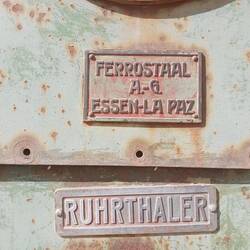 FERROSTAAL
A.-G.
ESSEN-LA PAZ
RUHRTHALER